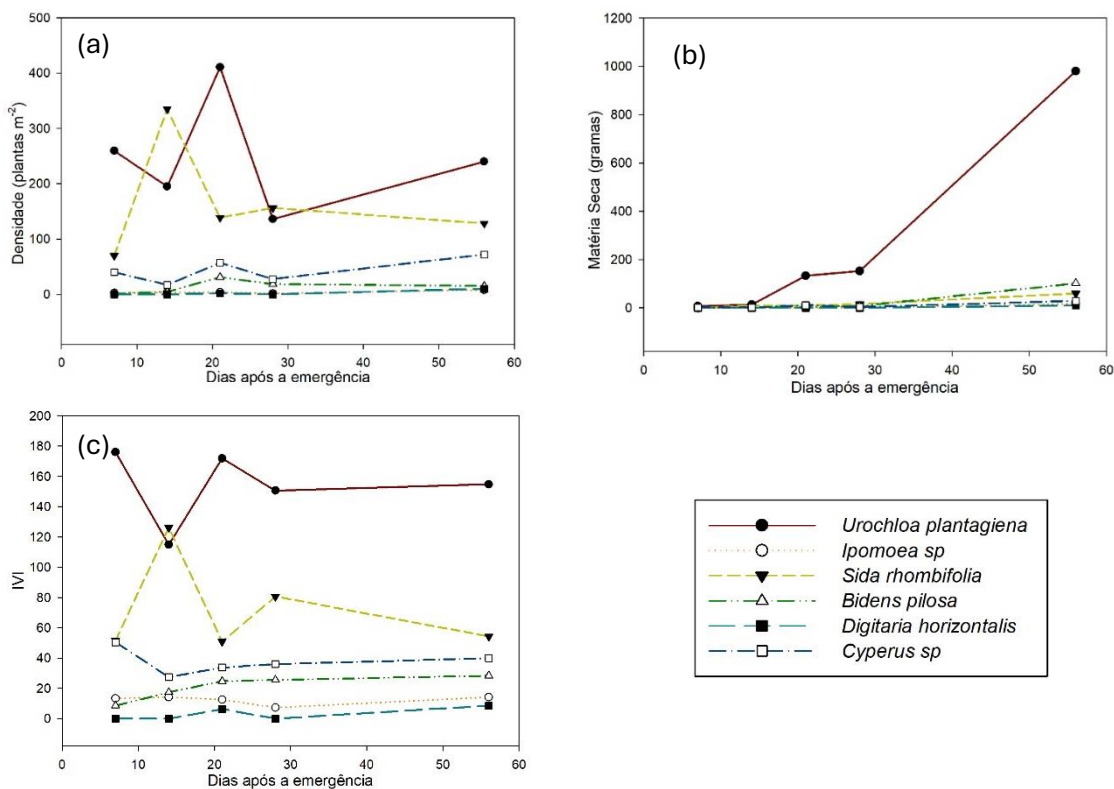 (a)
Densidade (plantas m-2)
500
400
300
200
100
0
0 10 20 30 40 50 60
Dias após a emergência
(b)
Matéria Seca (gramas)
1200
1000
800
600
400
200
0
0 10 20 30 40 50 60
Dias após a emergência
(c)
IVI
200
180
160
140
120
100
80
60
40
20
0
0 10 20 30 40 50 60
Dias após a emergência
Urochloa plantagiena
Ipomoea sp
Sida rhombifolia
Bidens pilosa
Digitaria horizontalis
Cyperus sp